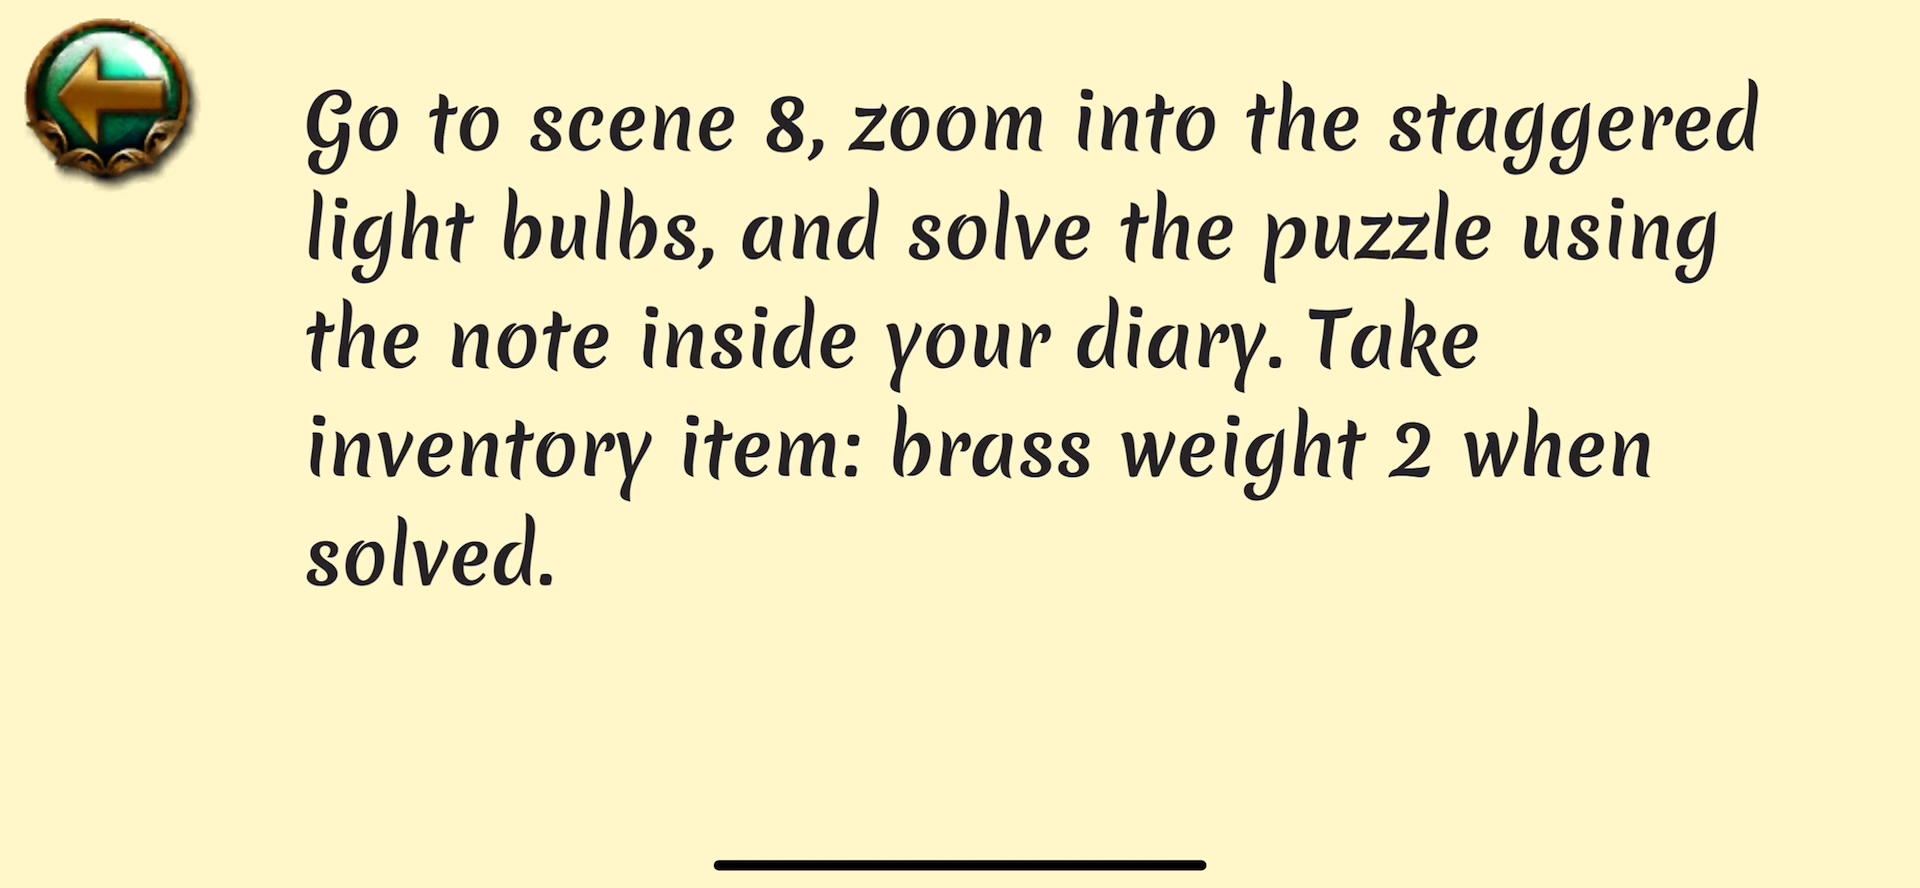 Go to scene 8, zoom into the staggered
light bulbs, and solve the puzzle using
the note inside your diary. Take
inventory item: brass weight 2 when
solved.